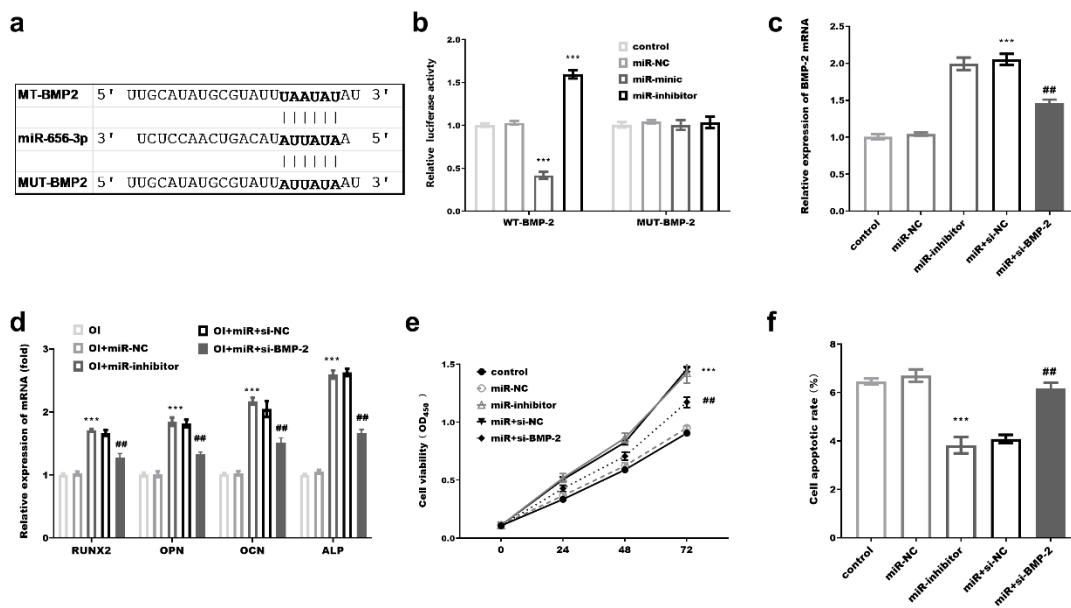 a
MT-BMP2 5' UUGCAUAUGCGUAUUUAAUAUAU 3'
| | | | | |
miR-656-3p 3' UCUCCAACUGACAUAUUAUAA 5'
| | | | | |
MUT-BMP2 5' UUGCAUAUGCGUAUUAUUAUAAU 3'
b
Relative luciferase activty
2.0
1.5
1.0
0.5
0.0
control
miR-NC
miR-minic
miR-inhibitor
***
***
WT-BMP-2 MUT-BMP-2
c
Relative expression of BMP-2 mRNA
2.5
2.0
1.5
1.0
0.5
0.0
***
##
control
miR-NC
miR-inhibitor
miR+si-NC
miR+si-BMP-2
d
Relative expression of mRNA (fold)
3
2
1
0
OI
OI+miR-NC
OI+miR-inhibitor
OI+miR+si-NC
OI+miR+si-BMP-2
*** ##
*** ##
*** ##
*** ##
RUNX2 OPN OCN ALP
e
Cell viability (OD450)
1.5
1.0
0.5
0.0
control
miR-NC
miR-inhibitor
miR+si-NC
miR+si-BMP-2
***
##
0 24 48 72
f
Cell apoptotic rate (%)
8
6
4
2
0
***
##
control
miR-NC
miR-inhibitor
miR+si-NC
miR+si-BMP-2